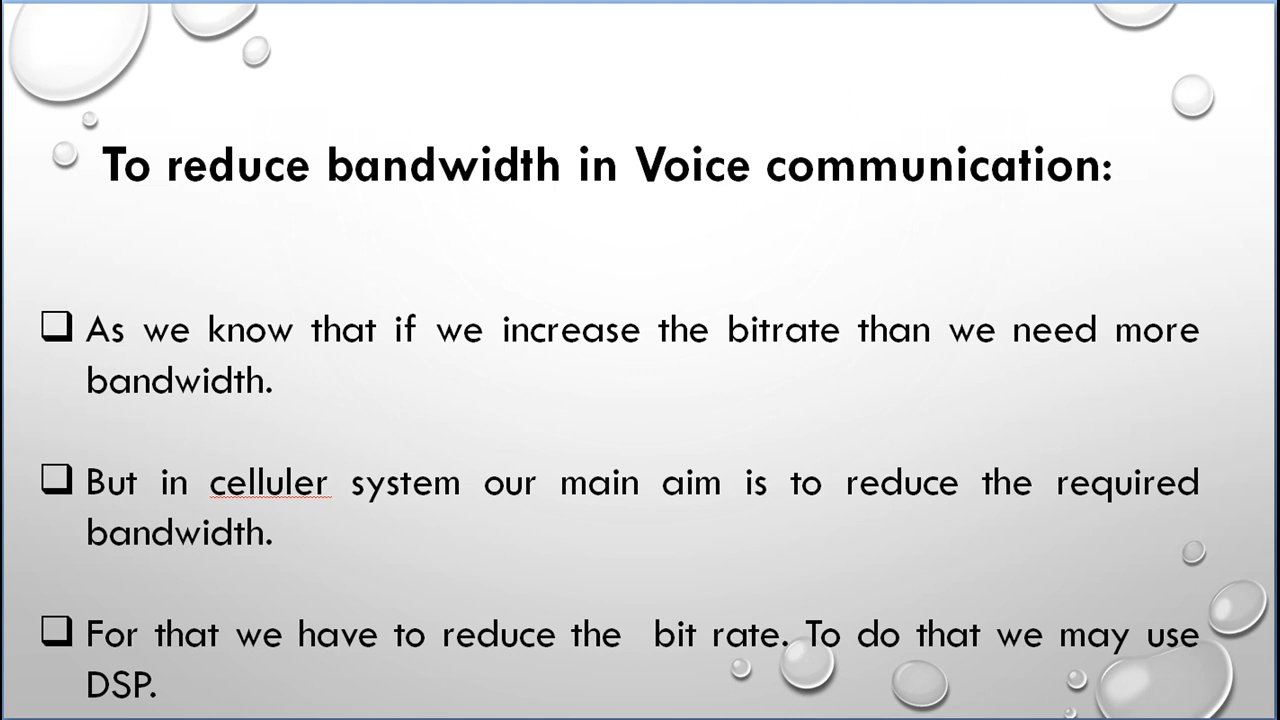 To reduce bandwidth in Voice communication:
❑ As we know that if we increase the bitrate than we need more
bandwidth.
❑ But in celluler system our main aim is to reduce the required
bandwidth.
❑ For that we have to reduce the bit rate. To do that we may use
DSP.